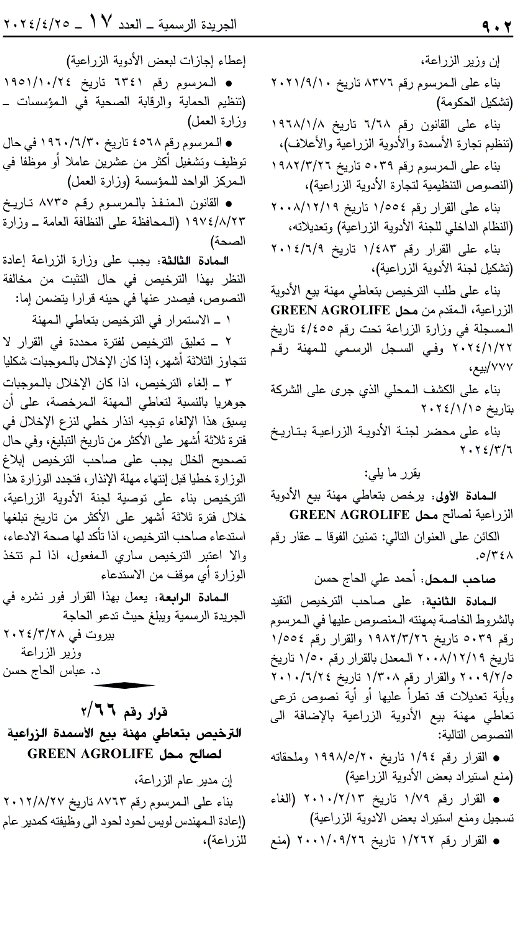 ٩٠٢
الجريدة الرسمية ــ العدد ١٧ ــ ٢٠٢٤/٤/٢٥
إن وزير الزراعة،
بناء على المرسوم رقم ٨٣٧٦ تاريخ ٢٠٢١/٩/١٠
(تشكيل الحكومة)
بناء على القانون رقم ٦/٦٨ تاريخ ١٩٦٨/١/٨
(تنظيم تجارة الأسمدة والأدوية الزراعية والأعلاف)،
بناء على المرسوم رقم ٥٠٣٩ تاريخ ١٩٨٢/٣/٢٦
(النصوص التنظيمية لتجارة الأدوية الزراعية)،
بناء على القرار رقم ١/٥٥٤ تاريخ ٢٠٠٨/١٢/١٩
(النظام الداخلي للجنة الأدوية الزراعية) وتعديلاته،
بناء على القرار رقم ١/٤٨٣ تاريخ ٢٠١٤/٦/٩
(تشكيل لجنة الأدوية الزراعية)،
بناء على طلب الترخيص بتعاطي مهنة بيع الأدوية
الزراعية، المقدم من محل GREEN AGROLIFE
المسجلة في وزارة الزراعة تحت رقم ٤/٤٥٥ تاريخ
٢٠٢٤/١/٢٢ وفي السجل الرسمي للمهنة رقم
٧٧٧/بيع،
بناء على الكشف المحلي الذي جرى على الشركة
بتاريخ ٢٠٢٤/١/١٥
بناء على محضر لجنة الأدوية الزراعية بتاريخ
٢٠٢٤/٣/٦
يقرر ما يلي:
المادة الأولى: يرخص بتعاطي مهنة بيع الأدوية
الزراعية لصالح محل GREEN AGROLIFE
الكائن على العنوان التالي: تمنين الفوقا ــ عقار رقم
٥/٣٤٨.
صاحب المحل: أحمد علي الحاج حسن
المادة الثانية: على صاحب الترخيص التقيد
بالشروط الخاصة بمهنته المنصوص عليها في المرسوم
رقم ٥٠٣٩ تاريخ ١٩٨٢/٣/٢٦ والقرار رقم ١/٥٥٤
تاريخ ٢٠٠٨/١٢/١٩ المعدل بالقرار رقم ١/٥٠ تاريخ
٢٠٠٩/٢/٥ والقرار رقم ١/٣٠٨ تاريخ ٢٠١٠/٦/٢٤
وبأية تعديلات قد تطرأ عليها أو أية نصوص ترعى
تعاطي مهنة بيع الأدوية الزراعية بالإضافة الى
النصوص التالية:
● القرار رقم ١/٩٤ تاريخ ١٩٩٨/٥/٢٠ وملحقاته
(منع استيراد بعض الأدوية الزراعية)
● القرار رقم ١/٧٩ تاريخ ٢٠١٠/٢/١٣ (الغاء
تسجيل ومنع استيراد بعض الادوية الزراعية)
● القرار رقم ١/٢٦٢ تاريخ ٢٠٠١/٠٩/٢٦ (منع
إعطاء إجازات لبعض الأدوية الزراعية)
● المرسوم رقم ٦٣٤١ تاريخ ١٩٥١/١٠/٢٤
(تنظيم الحماية والرقابة الصحية في المؤسسات ــ
وزارة العمل)
● المرسوم رقم ٤٥٦٨ تاريخ ١٩٦٠/٦/٣٠ في حال
توظيف وتشغيل أكثر من عشرين عاملا أو موظفا في
المركز الواحد للمؤسسة (وزارة العمل)
● القانون المنفذ بالمرسوم رقم ٨٧٣٥ تاريخ
١٩٧٤/٨/٢٣ (المحافظة على النظافة العامة ــ وزارة
الصحة)
المادة الثالثة: يجب على وزارة الزراعة إعادة
النظر بهذا الترخيص في حال التثبت من مخالفة
النصوص، فيصدر عنها في حينه قرارا يتضمن إما:
١ ــ الاستمرار في الترخيص بتعاطي المهنة
٢ ــ تعليق الترخيص لفترة محددة في القرار لا
تتجاوز الثلاثة أشهر، إذا كان الإخلال بالموجبات شكليا
٣ ــ إلغاء الترخيص، اذا كان الإخلال بالموجبات
جوهريا بالنسبة لتعاطي المهنة المرخصة، على أن
يسبق هذا الإلغاء توجيه انذار خطي لنزع الإخلال في
فترة ثلاثة أشهر على الأكثر من تاريخ التبليغ، وفي حال
تصحيح الخلل يجب على صاحب الترخيص إبلاغ
الوزارة خطيا قبل إنتهاء مهلة الإنذار، فتجدد الوزارة هذا
الترخيص بناء على توصية لجنة الأدوية الزراعية،
خلال فترة ثلاثة أشهر على الأكثر من تاريخ تبلغها
استدعاء صاحب الترخيص، اذا تأكد لها صحة الادعاء،
والا اعتبر الترخيص ساري المفعول، اذا لم تتخذ
الوزارة أي موقف من الاستدعاء
المادة الرابعة: يعمل بهذا القرار فور نشره في
الجريدة الرسمية ويبلغ حيث تدعو الحاجة
بيروت في ٢٠٢٤/٣/٢٨
وزير الزراعة
د. عباس الحاج حسن
قرار رقم ٢/٦٦
الترخيص بتعاطي مهنة بيع الأسمدة الزراعية
لصالح محل GREEN AGROLIFE
إن مدير عام الزراعة،
بناء على المرسوم رقم ٨٧٦٣ تاريخ ٢٠١٢/٨/٢٧
(إعادة المهندس لويس لحود لحود الى وظيفته كمدير عام
للزراعة)،